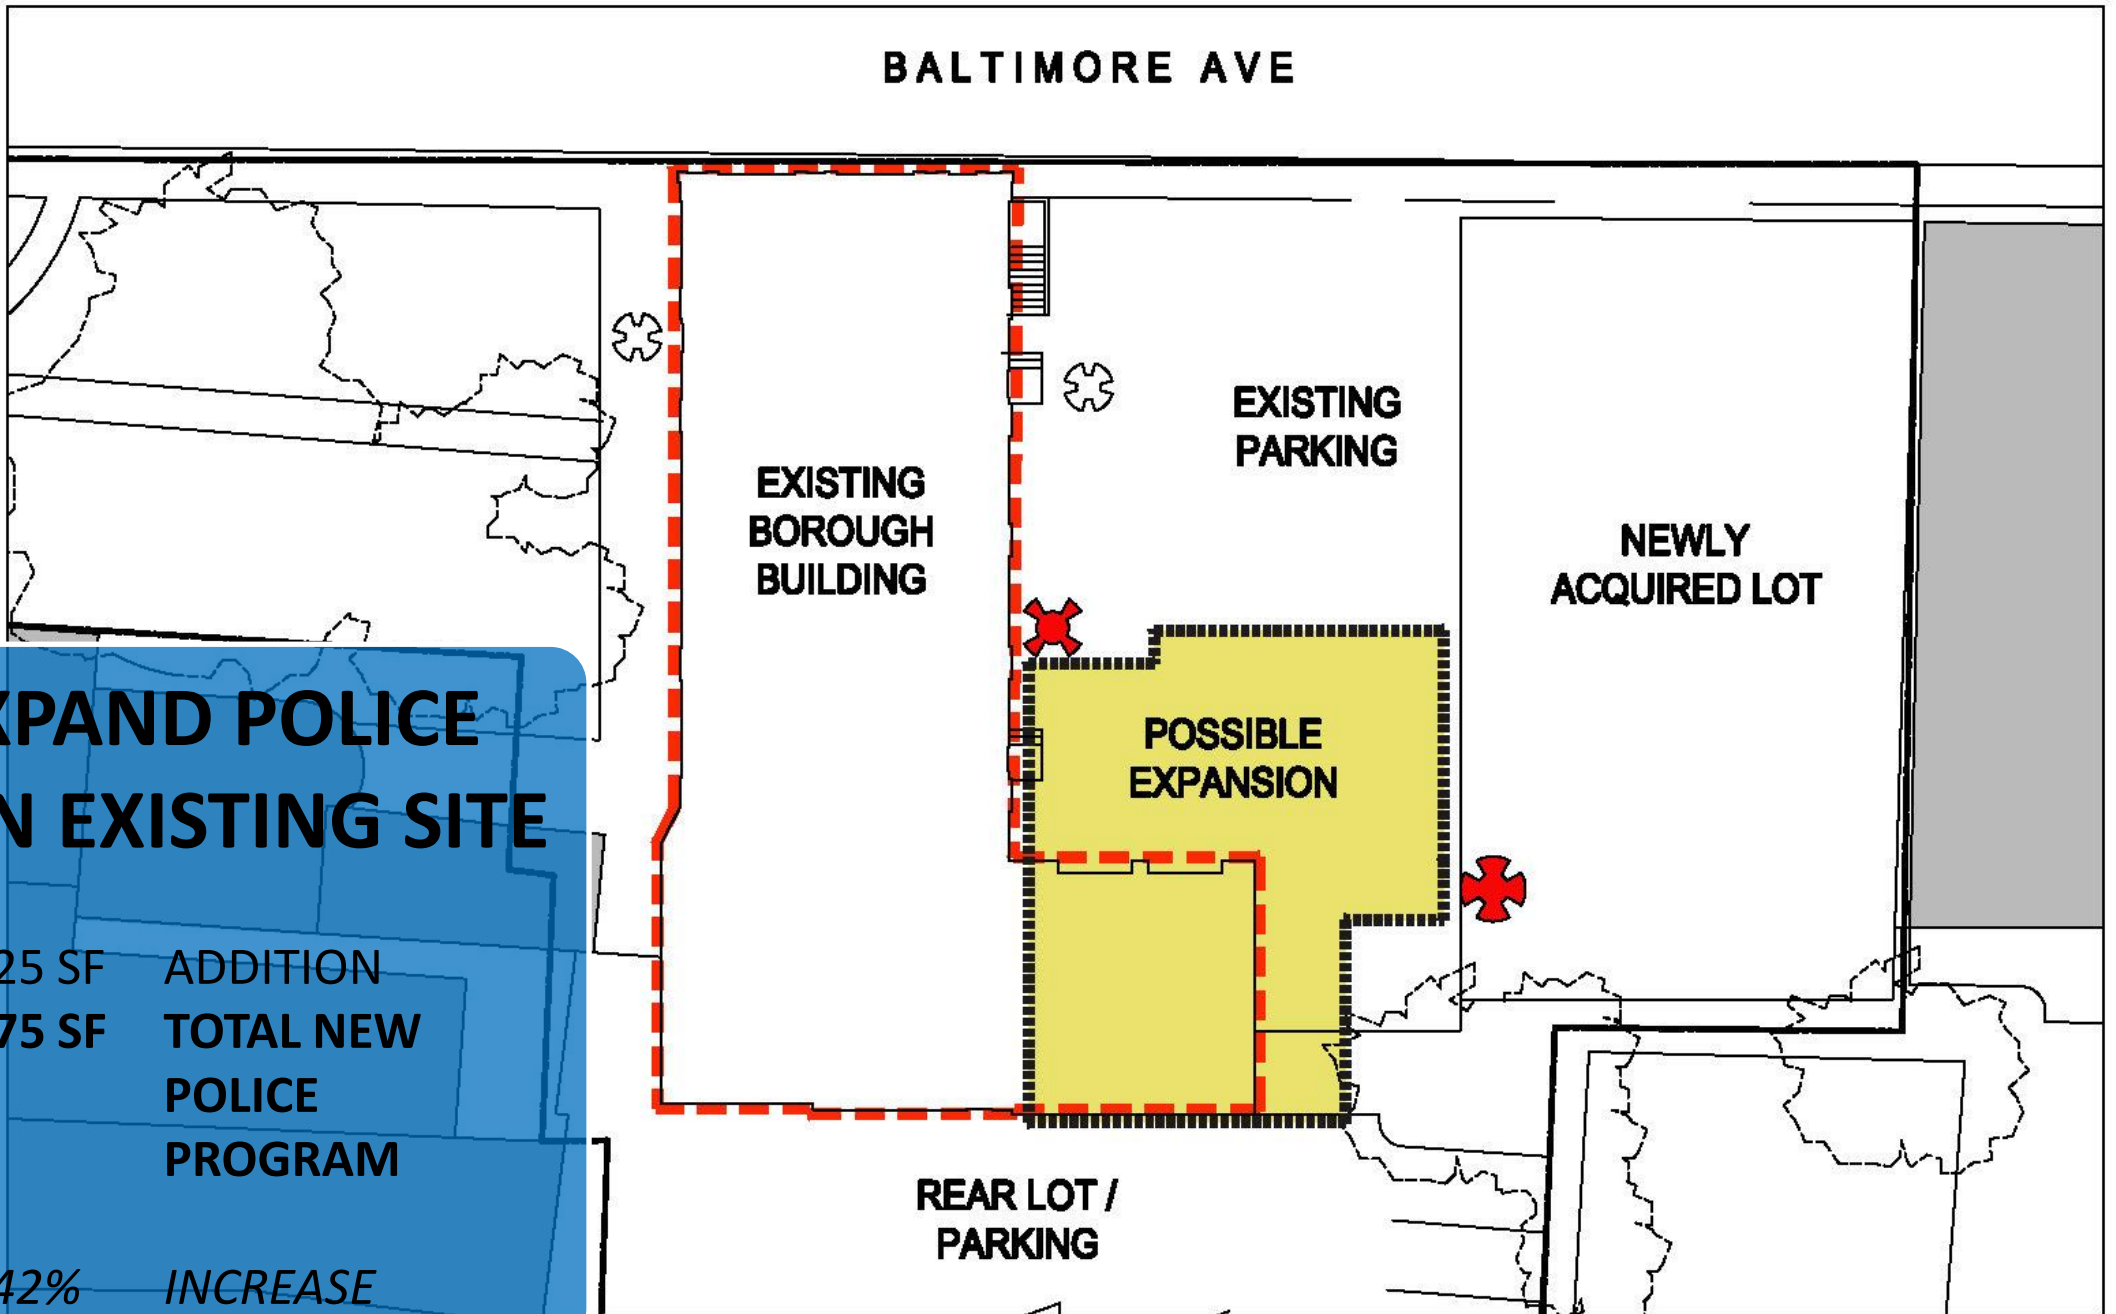 BALTIMORE AVE
EXISTING
PARKING
EXISTING
BOROUGH
BUILDING
NEWLY
ACQUIRED LOT
POSSIBLE
EXPANSION
XPAND POLICE
N EXISTING SITE
25 SF ADDITION
75 SF TOTAL NEW
POLICE
PROGRAM
42% INCREASE
REAR LOT /
PARKING